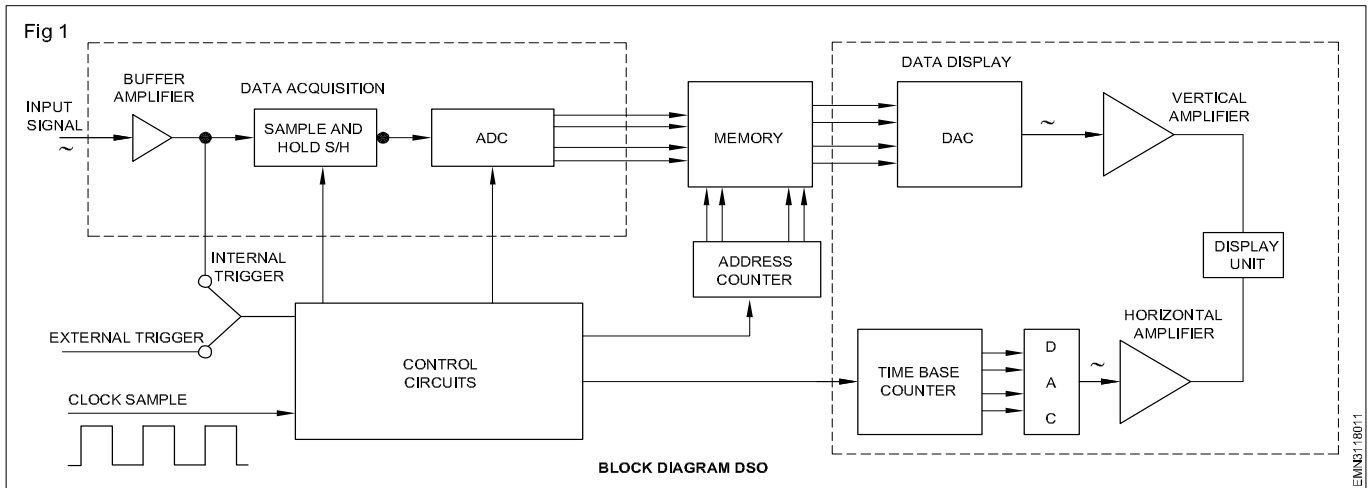 Fig 1
BUFFER
AMPLIFIER
DATA ACQUISITION
INPUT
SIGNAL
~
SAMPLE AND
HOLD S/H
ADC
MEMORY
DATA DISPLAY
DAC
~
VERTICAL
AMPLIFIER
INTERNAL
TRIGGER
ADDRESS
COUNTER
DISPLAY
UNIT
EXTERNAL TRIGGER
CONTROL
CIRCUITS
HORIZONTAL
AMPLIFIER
TIME BASE
COUNTER
D
A
C
~
CLOCK SAMPLE
BLOCK DIAGRAM DSO
EMN3118011